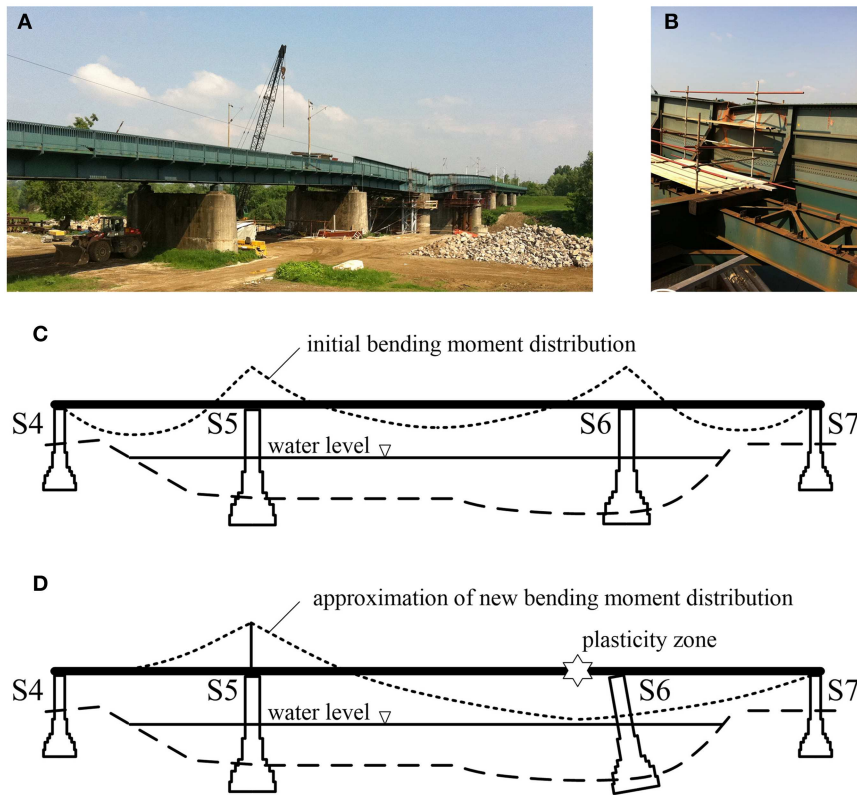 A
B
C
initial bending moment distribution
S4
S5
S6
S7
water level
D
approximation of new bending moment distribution
plasticity zone
S4
S5
S6
S7
water level